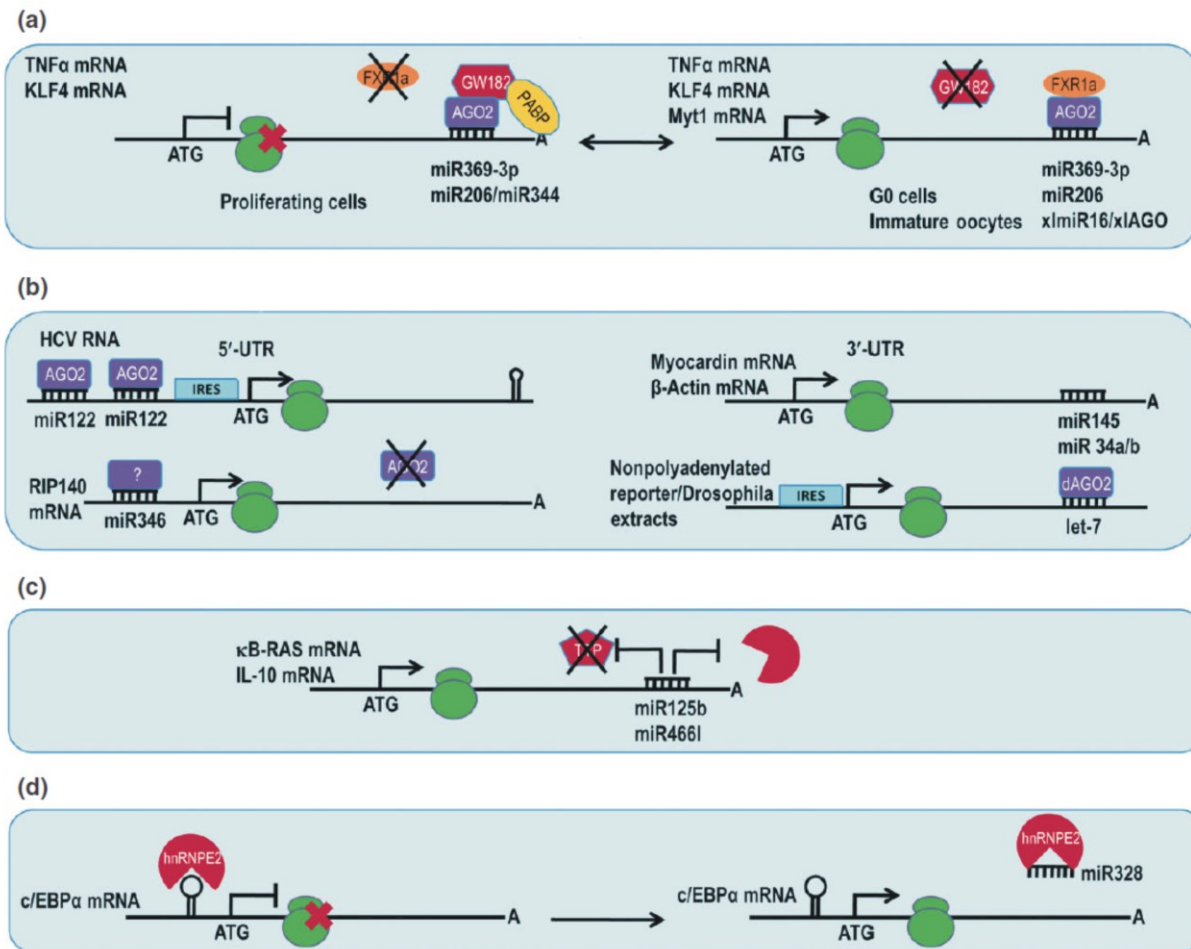 (a)
TNFα mRNA
KLF4 mRNA
FXR1a
GW182
AGO2
PABP
A
ATG
miR369-3p
miR206/miR344
Proliferating cells
TNFα mRNA
KLF4 mRNA
Myt1 mRNA
GW182
FXR1a
AGO2
A
ATG
miR369-3p
miR206
xlmiR16/xlAGO
G0 cells
Immature oocytes
(b)
HCV RNA
5′-UTR
AGO2
AGO2
IRES
miR122
miR122
ATG
RIP140
mRNA
?
AGO2
miR346
ATG
A
Myocardin mRNA
β-Actin mRNA
3′-UTR
ATG
A
miR145
miR 34a/b
Nonpolyadenylated
reporter/Drosophila
extracts
IRES
ATG
dAGO2
let-7
(c)
κB-RAS mRNA
IL-10 mRNA
TTP
ATG
A
miR125b
miR466l
(d)
hnRNPE2
c/EBPα mRNA
ATG
A
hnRNPE2
miR328
c/EBPα mRNA
ATG
A